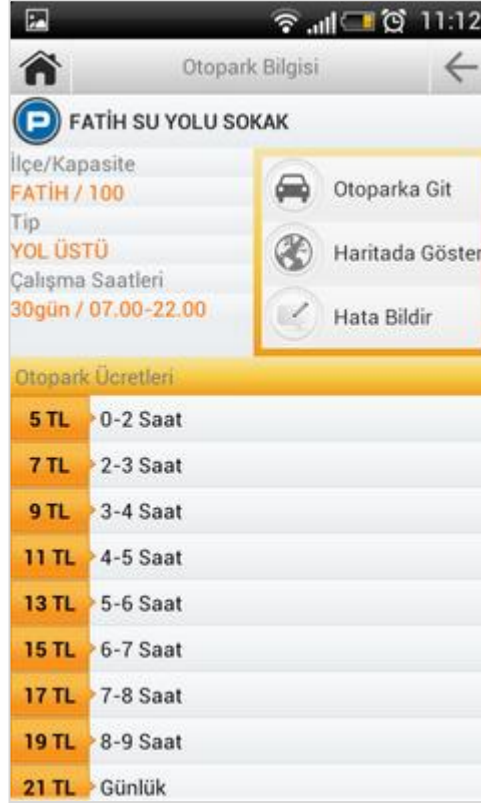 11:12
Otopark Bilgisi
P FATİH SU YOLU SOKAK
İlçe/Kapasite
FATİH / 100
Tip
YOL ÜSTÜ
Çalışma Saatleri
30gün / 07.00-22.00
Otoparka Git
Haritada Göster
Hata Bildir
Otopark Ücretleri
5 TL 0-2 Saat
7 TL 2-3 Saat
9 TL 3-4 Saat
11 TL 4-5 Saat
13 TL 5-6 Saat
15 TL 6-7 Saat
17 TL 7-8 Saat
19 TL 8-9 Saat
21 TL Günlük